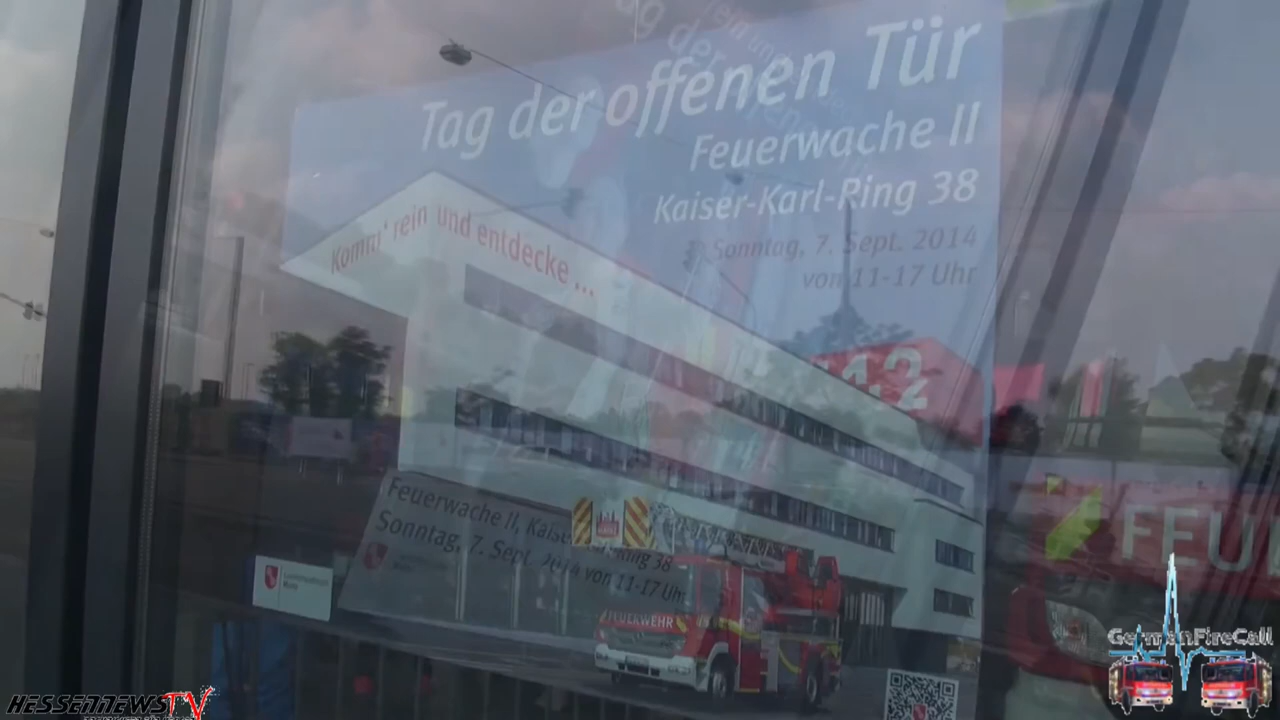 Tag der offenen Tür
Feuerwache II
Kaiser-Karl-Ring 38
Sonntag, 7. Sept. 2014
von 11-17 Uhr
Komm' rein und entdecke ...
112
Feuerwache II, Kaiser-Karl-Ring 38
Sonntag, 7. Sept. 2014 von 11-17 Uhr
FEUERWEHR
FEU
GermanFireCall
HESSENNEWSTV